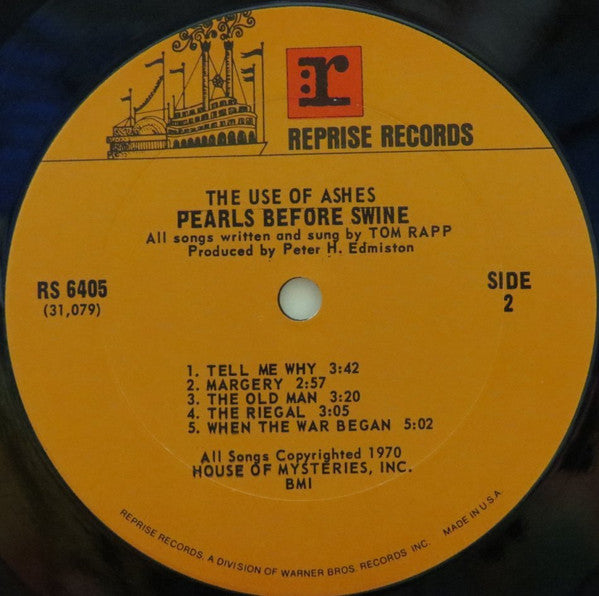 r
REPRISE RECORDS
THE USE OF ASHES
PEARLS BEFORE SWINE
All songs written and sung by TOM RAPP
Produced by Peter H. Edmiston
RS 6405
(31,079)
SIDE
2
1. TELL ME WHY 3:42
2. MARGERY 2:57
3. THE OLD MAN 3:20
4. THE RIEGAL 3:05
5. WHEN THE WAR BEGAN 5:02
All Songs Copyrighted 1970
HOUSE OF MYSTERIES, INC.
BMI
REPRISE RECORDS, A DIVISION OF WARNER BROS. RECORDS INC. MADE IN U.S.A.